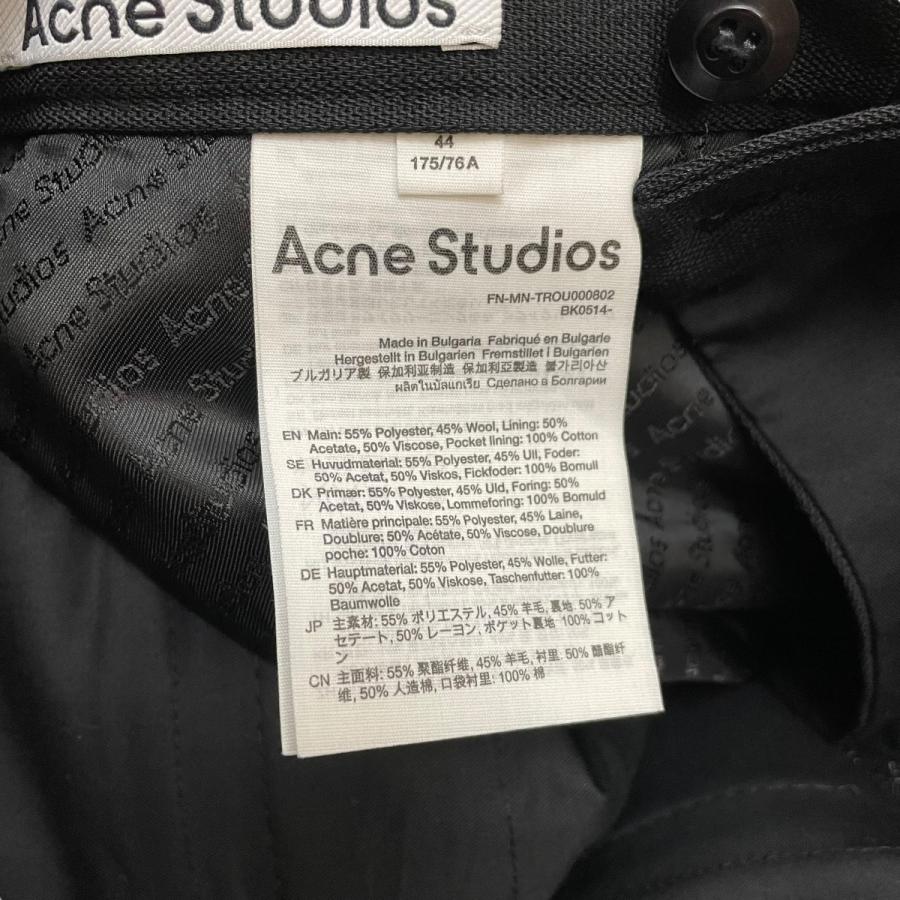 Acne Studios
44
175/76A
Acne Studios
FN-MN-TROU000802
BK0514-
Made in Bulgaria Fabriqué en Bulgarie
Hergestellt in Bulgarien Fremstillet i Bulgarien
ブルガリア製 保加利亚制造 保加利亞製造 불가리아산
ผลิตในบัลแกเรีย Сделано в Болгарии
EN Main: 55% Polyester, 45% Wool, Lining: 50%
Acetate, 50% Viscose, Pocket lining: 100% Cotton
SE Huvudmaterial: 55% Polyester, 45% Ull, Foder:
50% Acetat, 50% Viskos, Fickfoder: 100% Bomull
DK Primær: 55% Polyester, 45% Uld, Foring: 50%
Acetat, 50% Viskose, Lommeforing: 100% Bomuld
FR Matière principale: 55% Polyester, 45% Laine,
Doublure: 50% Acétate, 50% Viscose, Doublure
poche: 100% Coton
DE Hauptmaterial: 55% Polyester, 45% Wolle, Futter:
50% Acetat, 50% Viskose, Taschenfutter: 100%
Baumwolle
JP 主素材: 55% ポリエステル, 45% 羊毛, 裏地: 50% ア
セテート, 50% レーヨン, ポケット裏地: 100% コット
ン
CN 主面料: 55% 聚酯纤维, 45% 羊毛, 衬里: 50% 醋酯纤
维, 50% 人造棉, 口袋衬里: 100% 棉
Acne Studios
Acne Studios
Acne Studios
Acne Studios